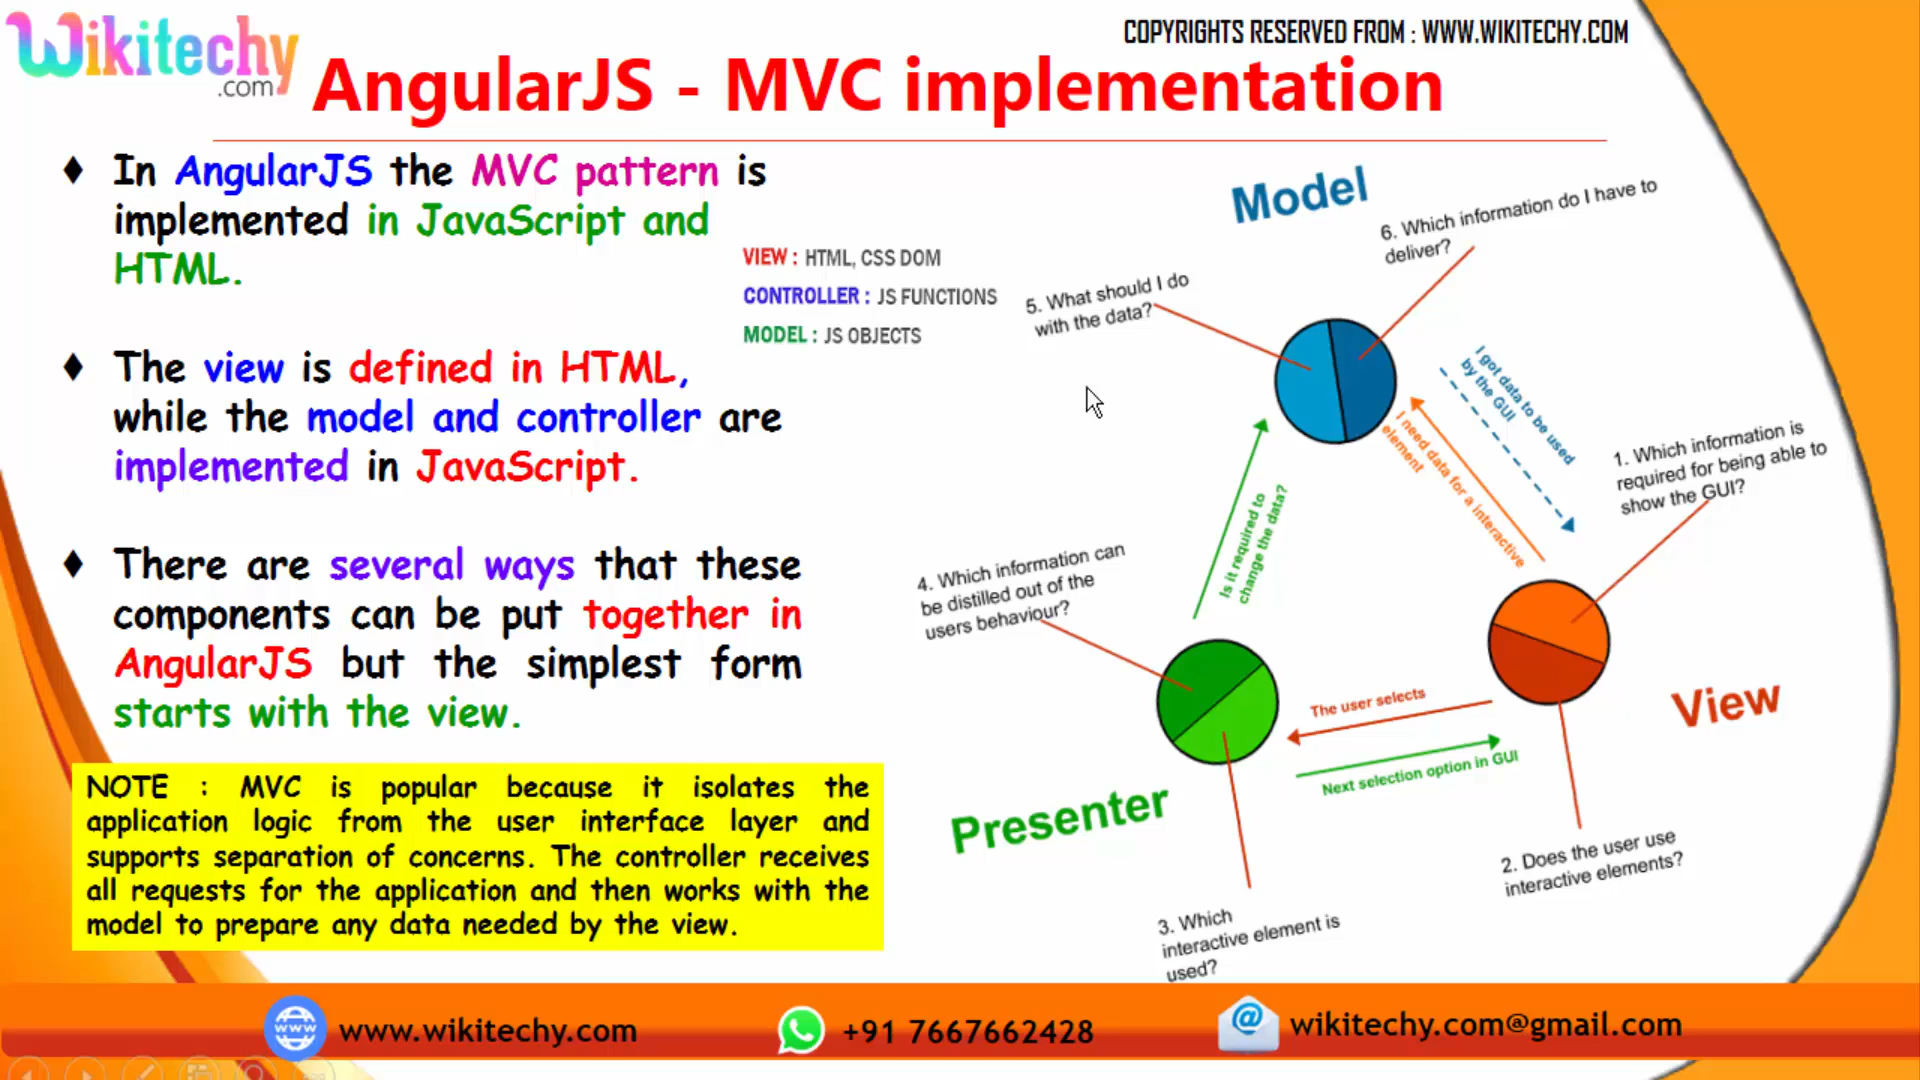 Wikitechy
.com
COPYRIGHTS RESERVED FROM : WWW.WIKITECHY.COM
AngularJS - MVC implementation
♦ In AngularJS the MVC pattern is
implemented in JavaScript and
HTML.
♦ The view is defined in HTML,
while the model and controller are
implemented in JavaScript.
♦ There are several ways that these
components can be put together in
AngularJS but the simplest form
starts with the view.
NOTE : MVC is popular because it isolates the
application logic from the user interface layer and
supports separation of concerns. The controller receives
all requests for the application and then works with the
model to prepare any data needed by the view.
VIEW : HTML, CSS DOM
CONTROLLER : JS FUNCTIONS
MODEL : JS OBJECTS
Model
6. Which information do I have to
deliver?
5. What should I do
with the data?
I got data to be used
by the GUI
I need data for a interactive
element
1. Which information is
required for being able to
show the GUI?
Is it required to
change the data?
4. Which information can
be distilled out of the
users behaviour?
The user selects
Next selection option in GUI
View
Presenter
2. Does the user use
interactive elements?
3. Which
interactive element is
used?
www
www.wikitechy.com
+91 7667662428
@
wikitechy.com@gmail.com